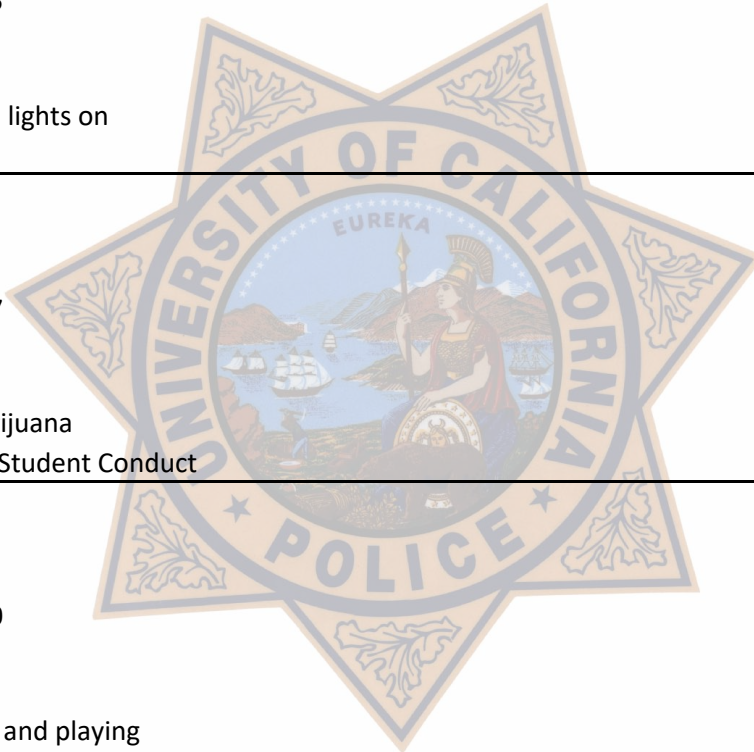 lights on
UNIVERSITY OF CALIFORNIA
EUREKA
ijuana
Student Conduct
POLICE
and playing